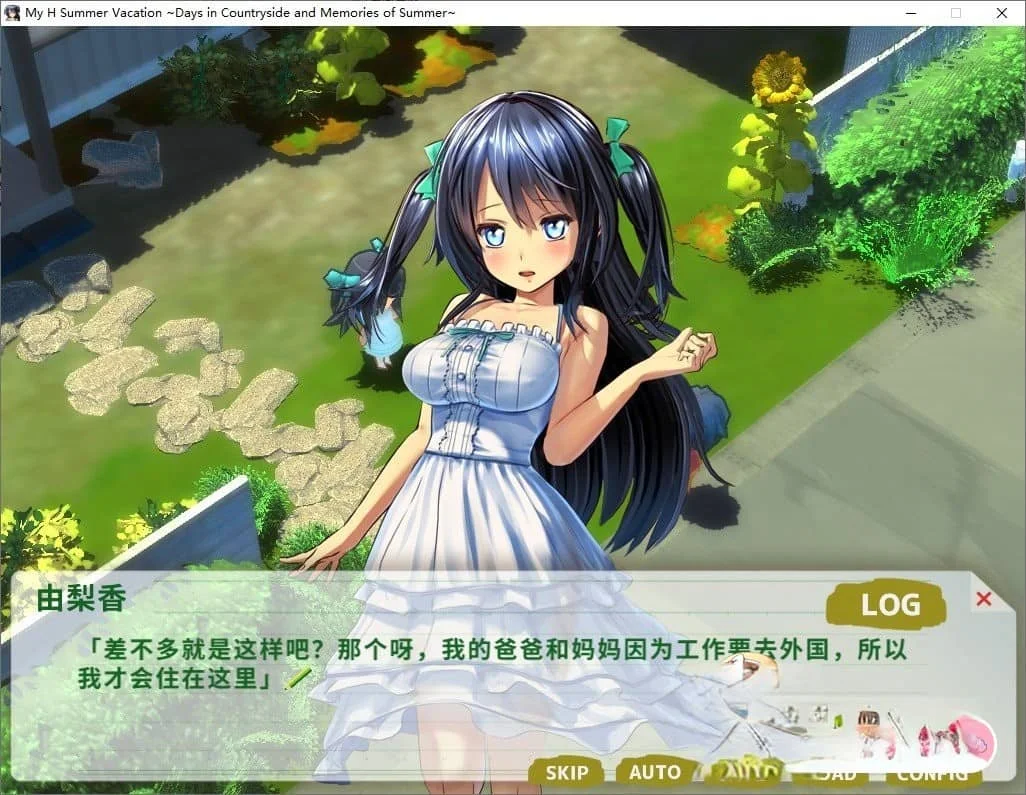 My H Summer Vacation ~Days in Countryside and Memories of Summer~
由梨香
LOG
「差不多就是这样吧？那个呀，我的爸爸和妈妈因为工作要去外国，所以
我才会住在这里」
SKIP AUTO CONFIG